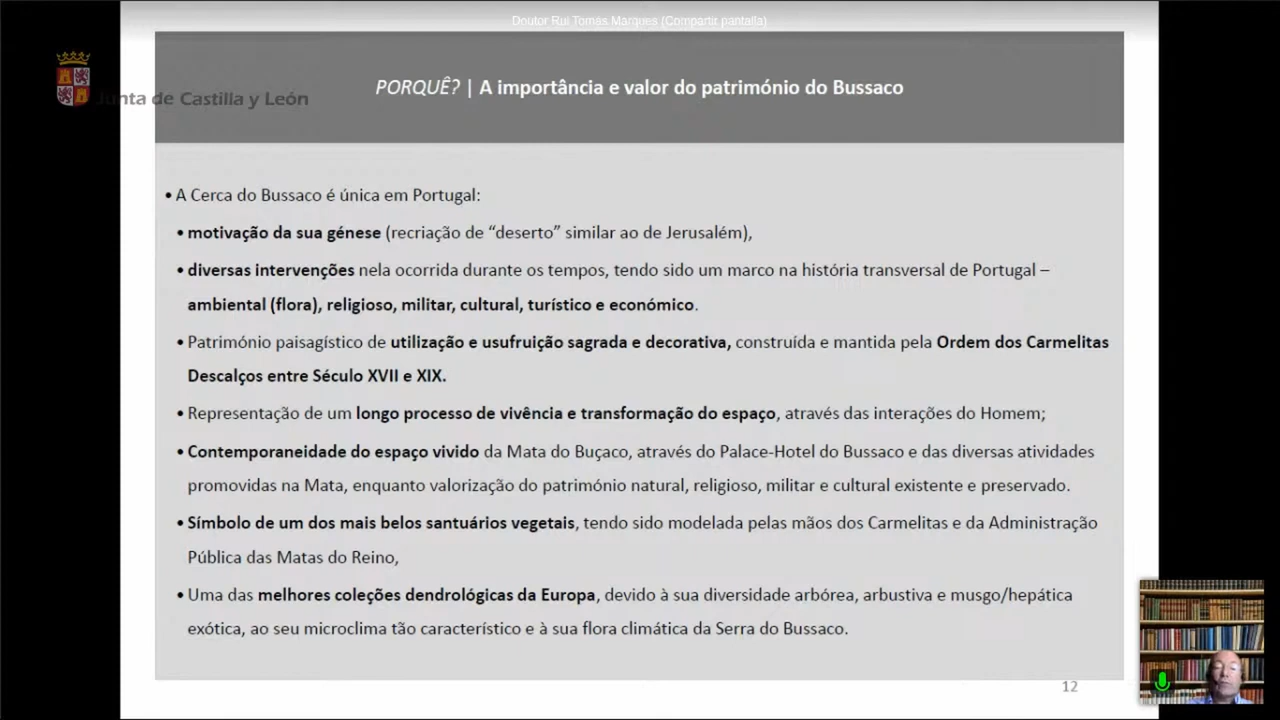 Doutor Rui Tomás Marques (Compartir pantalla)
Junta de Castilla y León
PORQUÊ? | A importância e valor do património do Bussaco
• A Cerca do Bussaco é única em Portugal:
• motivação da sua génese (recriação de “deserto” similar ao de Jerusalém),
• diversas intervenções nela ocorrida durante os tempos, tendo sido um marco na história transversal de Portugal –
ambiental (flora), religioso, militar, cultural, turístico e económico.
• Património paisagístico de utilização e usufruição sagrada e decorativa, construída e mantida pela Ordem dos Carmelitas
Descalços entre Século XVII e XIX.
• Representação de um longo processo de vivência e transformação do espaço, através das interações do Homem;
• Contemporaneidade do espaço vivido da Mata do Buçaco, através do Palace-Hotel do Bussaco e das diversas atividades
promovidas na Mata, enquanto valorização do património natural, religioso, militar e cultural existente e preservado.
• Símbolo de um dos mais belos santuários vegetais, tendo sido modelada pelas mãos dos Carmelitas e da Administração
Pública das Matas do Reino,
• Uma das melhores coleções dendrológicas da Europa, devido à sua diversidade arbórea, arbustiva e musgo/hepática
exótica, ao seu microclima tão característico e à sua flora climática da Serra do Bussaco.
12